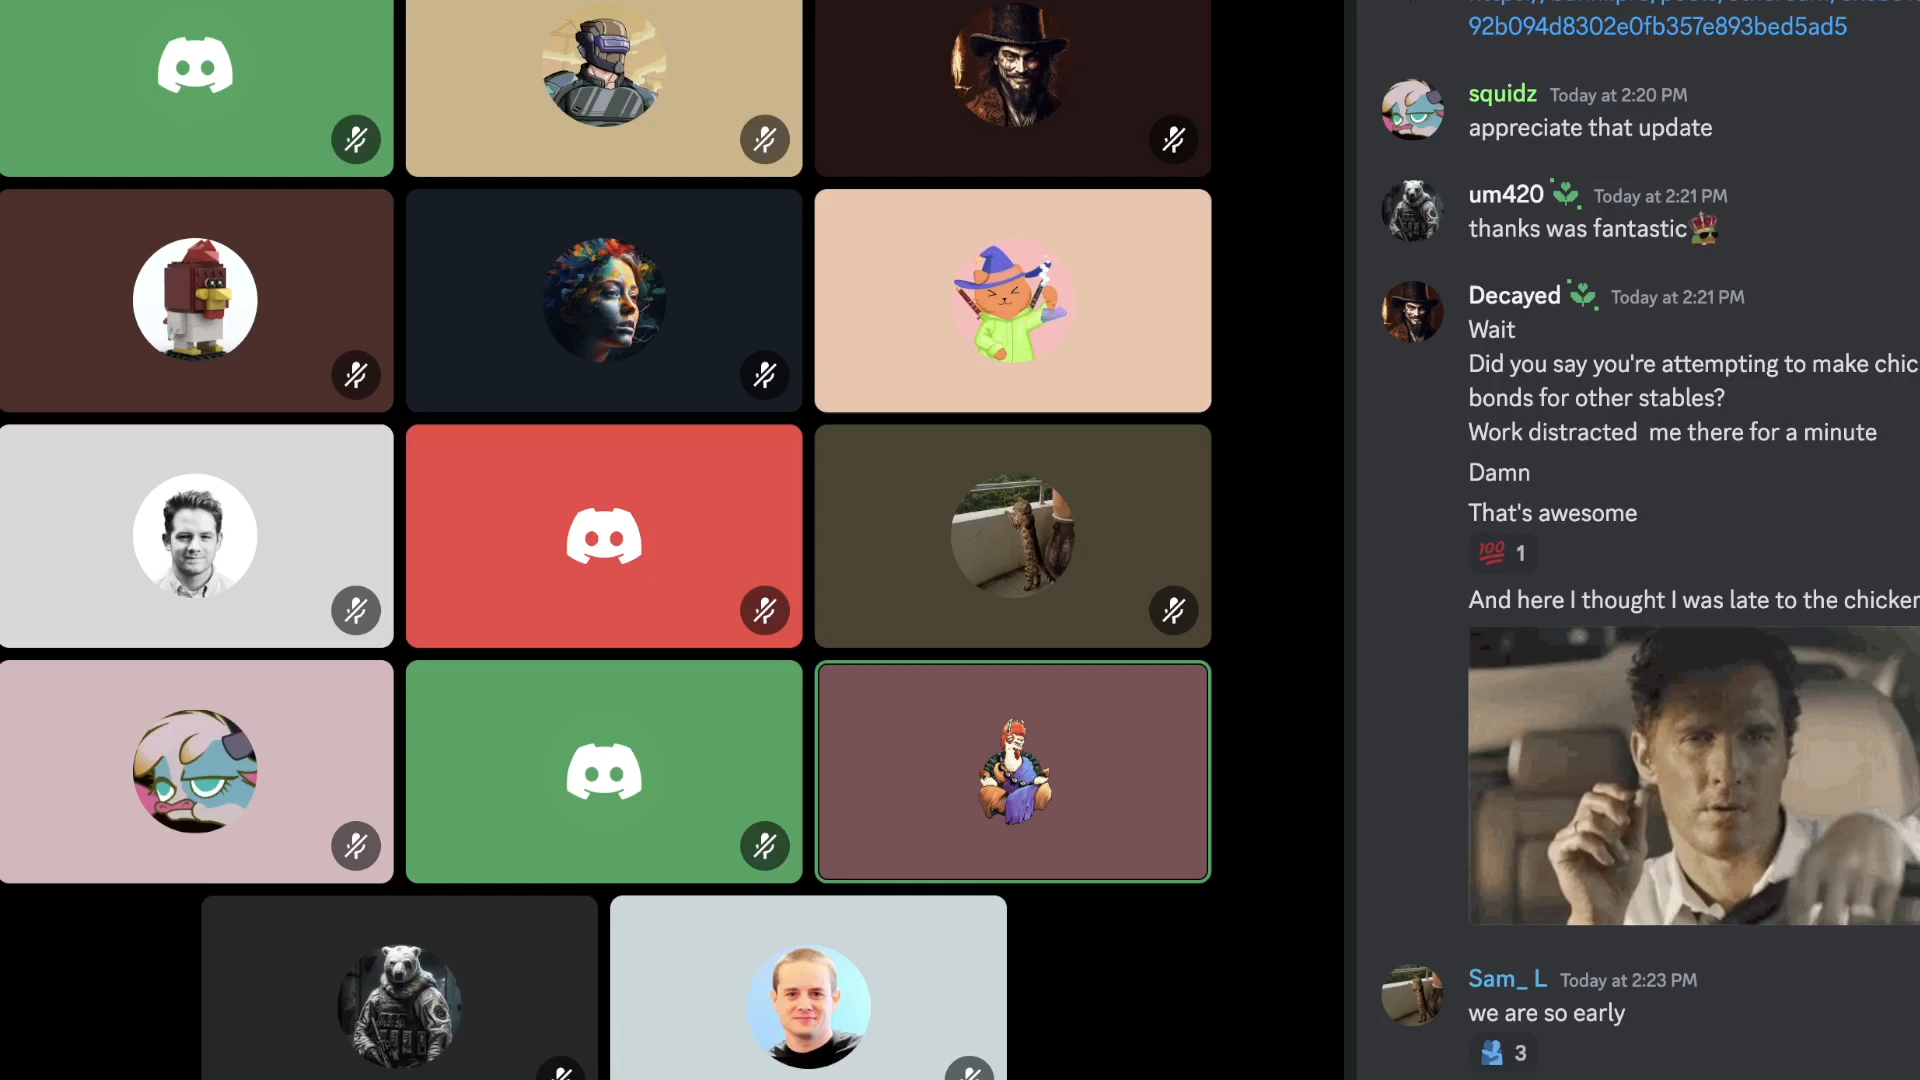 92b094d8302e0fb357e893bed5ad5
squidz Today at 2:20 PM
appreciate that update
um420 Today at 2:21 PM
thanks was fantastic
Decayed Today at 2:21 PM
Wait
Did you say you're attempting to make chic
bonds for other stables?
Work distracted me there for a minute
Damn
That's awesome
100 1
And here I thought I was late to the chicken
Sam_ L Today at 2:23 PM
we are so early
3